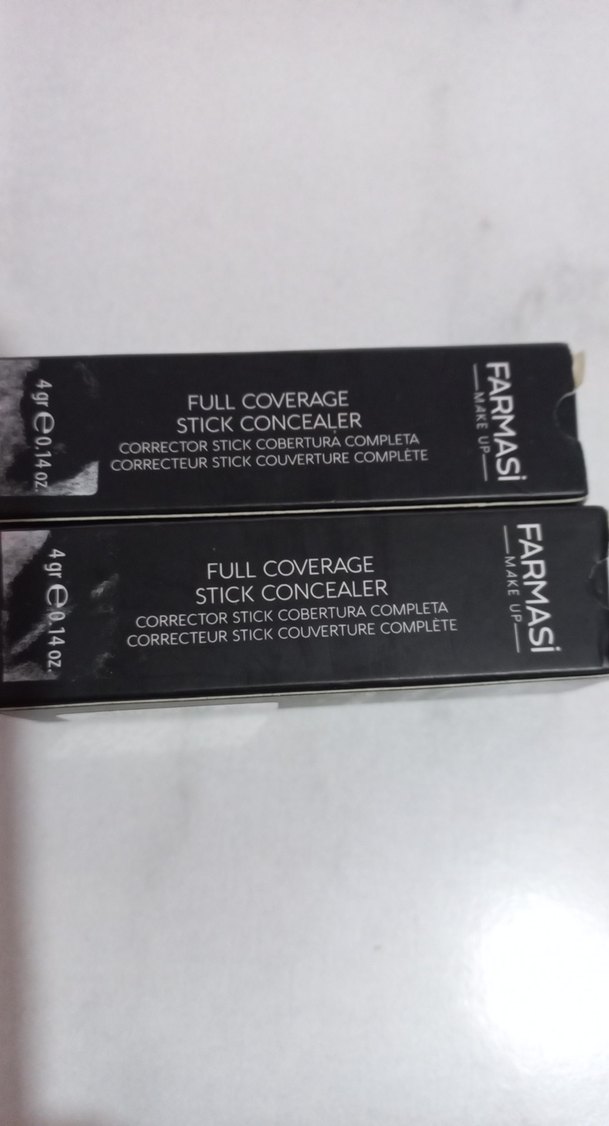 FARMASi
MAKE UP
FULL COVERAGE
STICK CONCEALER
CORRECTOR STICK COBERTURA COMPLETA
CORRECTEUR STICK COUVERTURE COMPLÈTE
4 gr ℮ 0.14 oz.
FARMASi
MAKE UP
FULL COVERAGE
STICK CONCEALER
CORRECTOR STICK COBERTURA COMPLETA
CORRECTEUR STICK COUVERTURE COMPLÈTE
4 gr ℮ 0.14 oz.